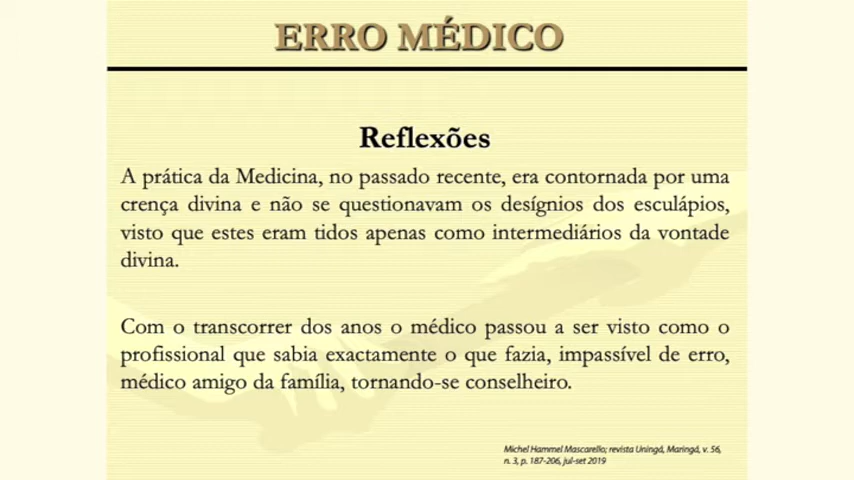 ERRO MÉDICO
Reflexões
A prática da Medicina, no passado recente, era contornada por uma
crença divina e não se questionavam os desígnios dos esculápios,
visto que estes eram tidos apenas como intermediários da vontade
divina.
Com o transcorrer dos anos o médico passou a ser visto como o
profissional que sabia exactamente o que fazia, impassível de erro,
médico amigo da família, tornando-se conselheiro.
Michel Hammel Mascarello; revista Uningá, Maringá, v. 56,
n. 3, p. 187-206, jul-set 2019